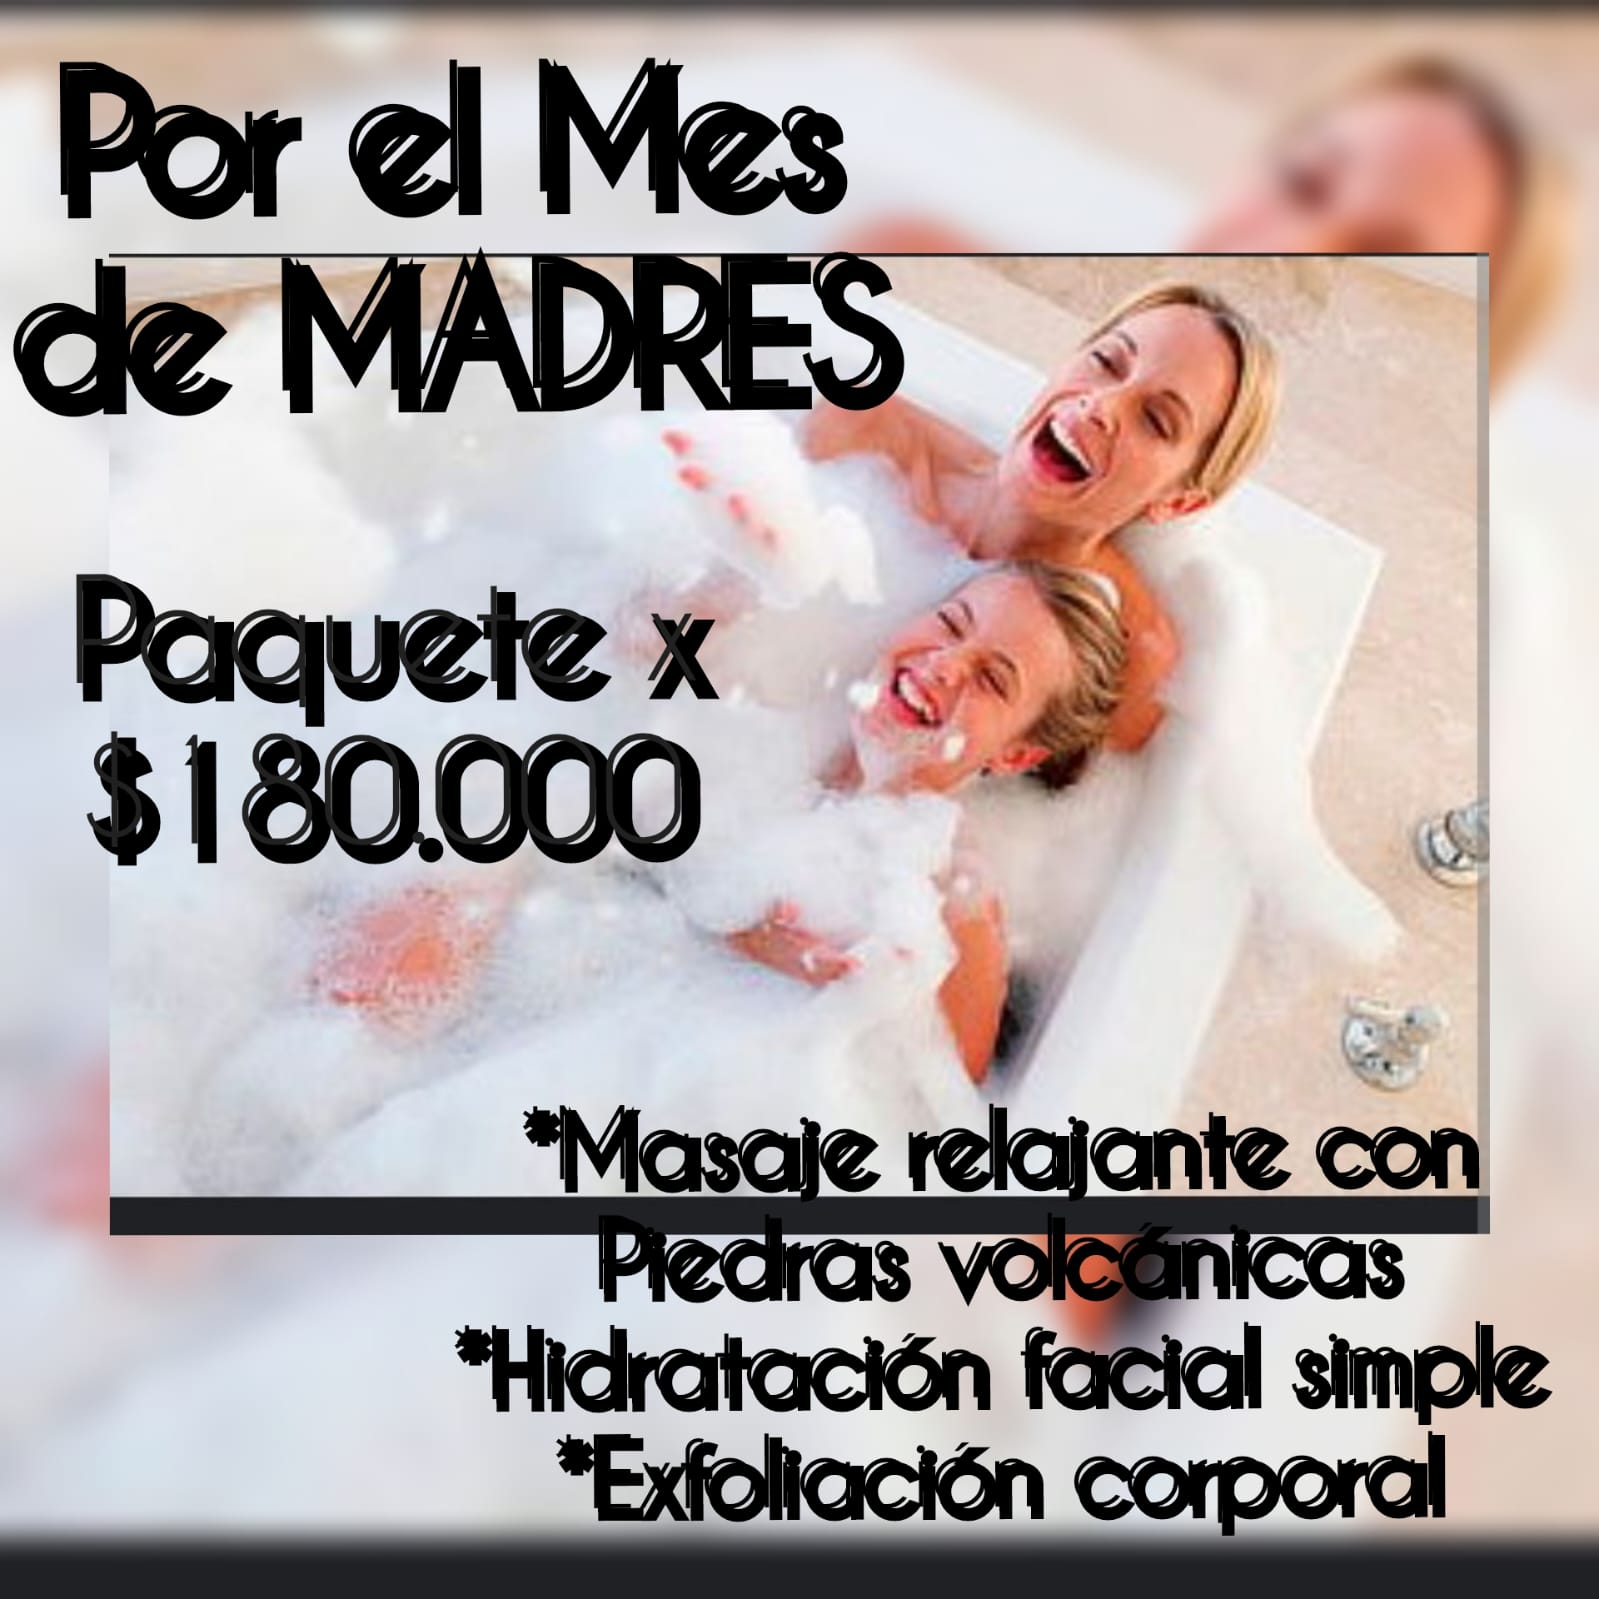 Por el Mes
de MADRES
Paquete x
$180.000
*Masaje relajante con
Piedras volcánicas
*Hidratación facial simple
*Exfoliación corporal